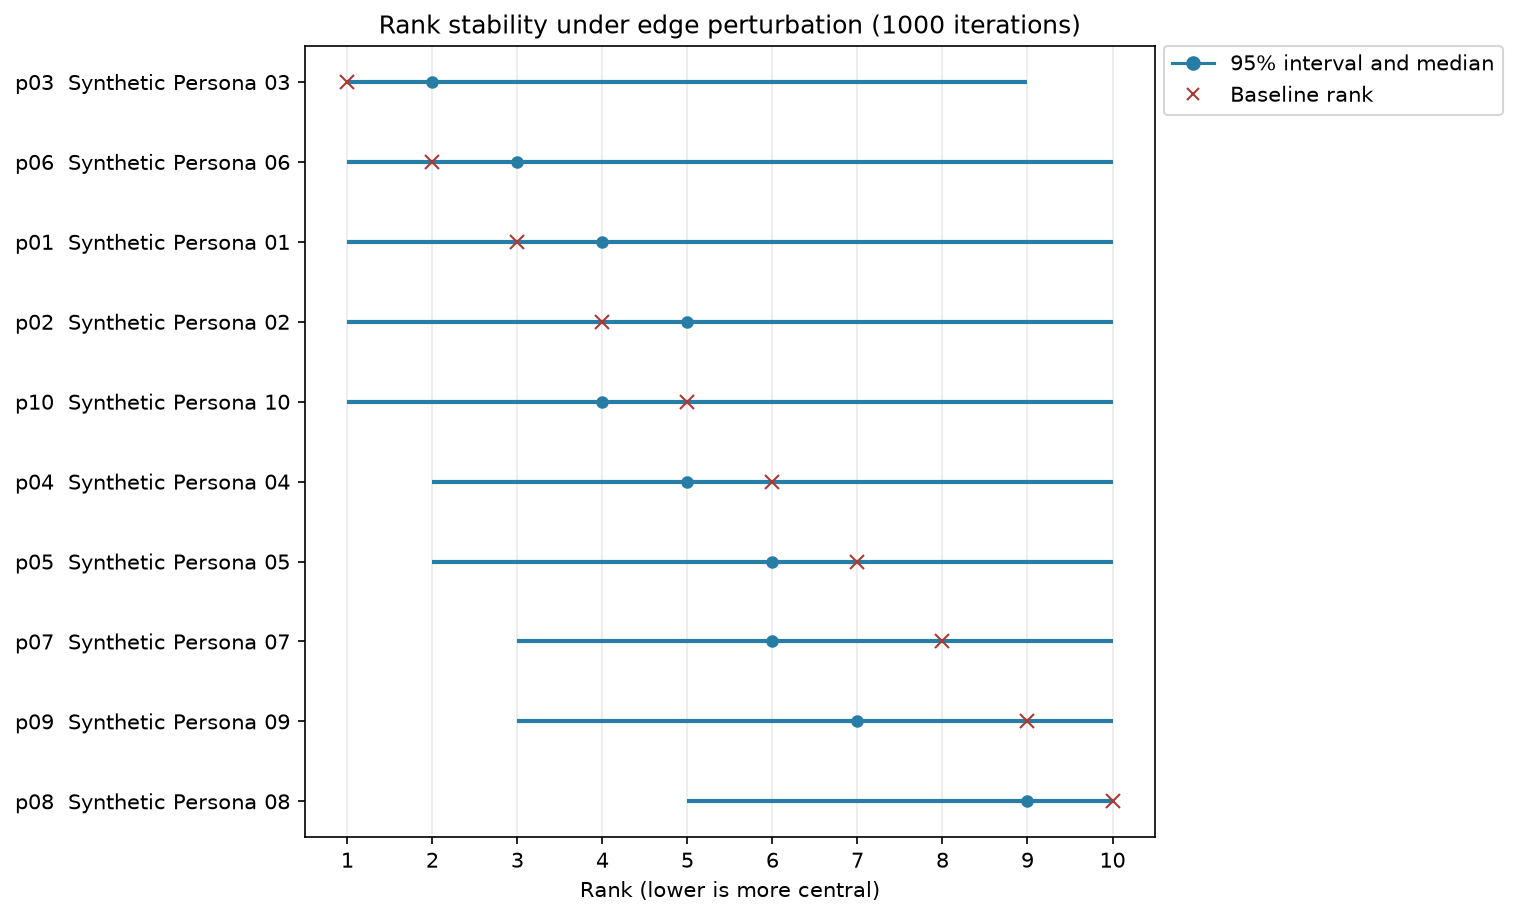 Rank stability under edge perturbation (1000 iterations)
95% interval and median
Baseline rank
p03  Synthetic Persona 03
p06  Synthetic Persona 06
p01  Synthetic Persona 01
p02  Synthetic Persona 02
p10  Synthetic Persona 10
p04  Synthetic Persona 04
p05  Synthetic Persona 05
p07  Synthetic Persona 07
p09  Synthetic Persona 09
p08  Synthetic Persona 08
1 2 3 4 5 6 7 8 9 10
Rank (lower is more central)